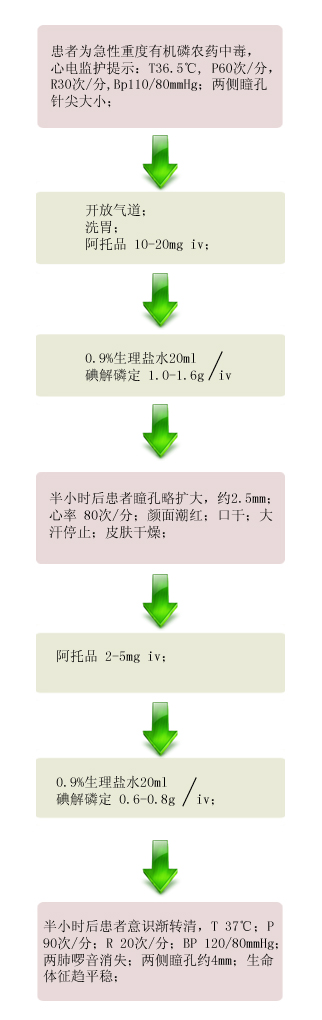 患者为急性重度有机磷农药中毒,
心电监护提示: T36.5℃, P60次/分,
R30次/分,Bp110/80mmHg; 两侧瞳孔
针尖大小;
开放气道;
洗胃;
阿托品 10-20mg iv;
0.9%生理盐水20ml
碘解磷定 1.0-1.6g/iv
半小时后患者瞳孔略扩大, 约2.5mm;
心率 80次/分; 颜面潮红; 口干; 大
汗停止; 皮肤干燥;
阿托品 2-5mg iv;
0.9%生理盐水20ml
碘解磷定 0.6-0.8g/iv;
半小时后患者意识渐转清, T 37℃; P
90次/分; R 20次/分; BP 120/80mmHg;
两肺啰音消失; 两侧瞳孔约4mm; 生命
体征趋平稳;